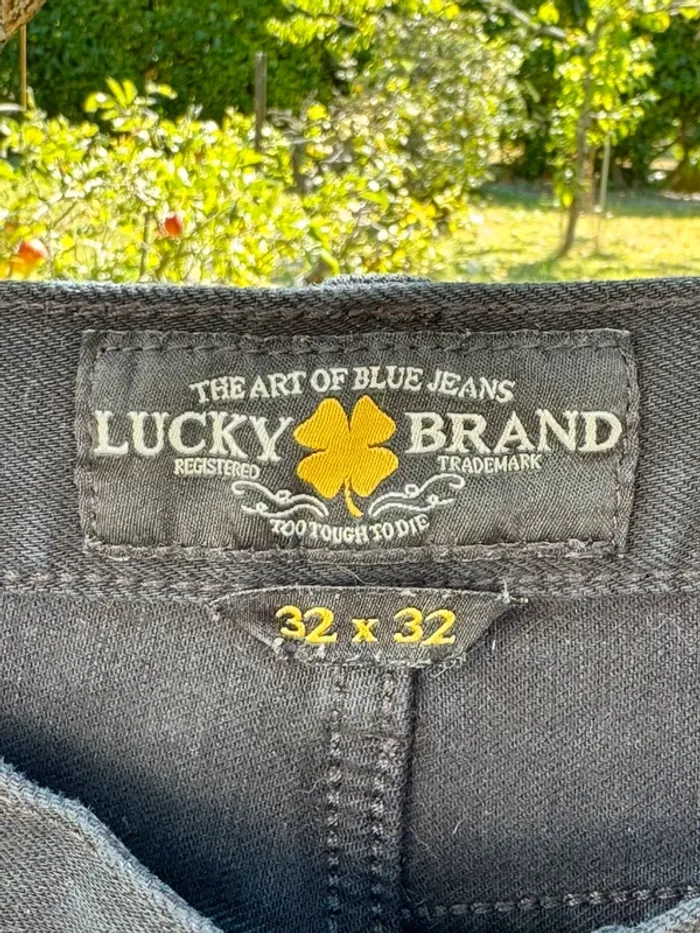 THE ART OF BLUE JEANS
LUCKY BRAND
REGISTERED TRADEMARK
TOO TOUGH TO DIE
32 x 32